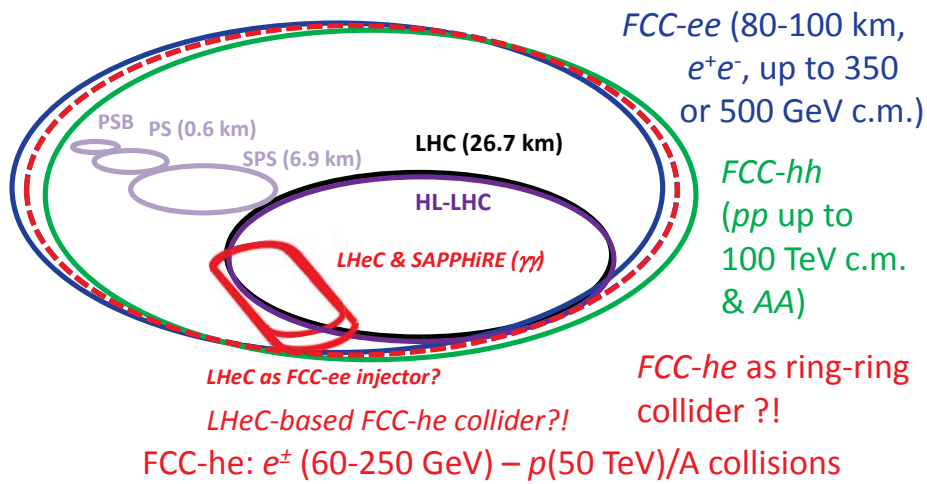 FCC-ee (80-100 km,
e⁺e⁻, up to 350
or 500 GeV c.m.)
PSB
PS (0.6 km)
SPS (6.9 km)
LHC (26.7 km)
HL-LHC
FCC-hh
(pp up to
100 TeV c.m.
& AA)
LHeC & SAPPHiRE (γγ)
LHeC as FCC-ee injector?
FCC-he as ring-ring
collider ?!
LHeC-based FCC-he collider?!
FCC-he: e± (60-250 GeV) – p(50 TeV)/A collisions